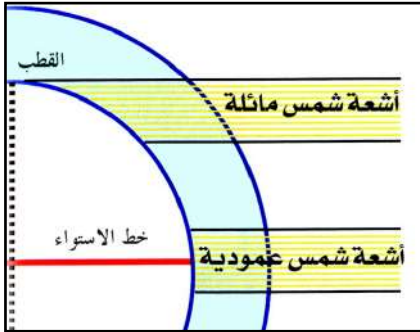 القطب
أشعة شمس مائلة
خط الاستواء
أشعة شمس عمودية